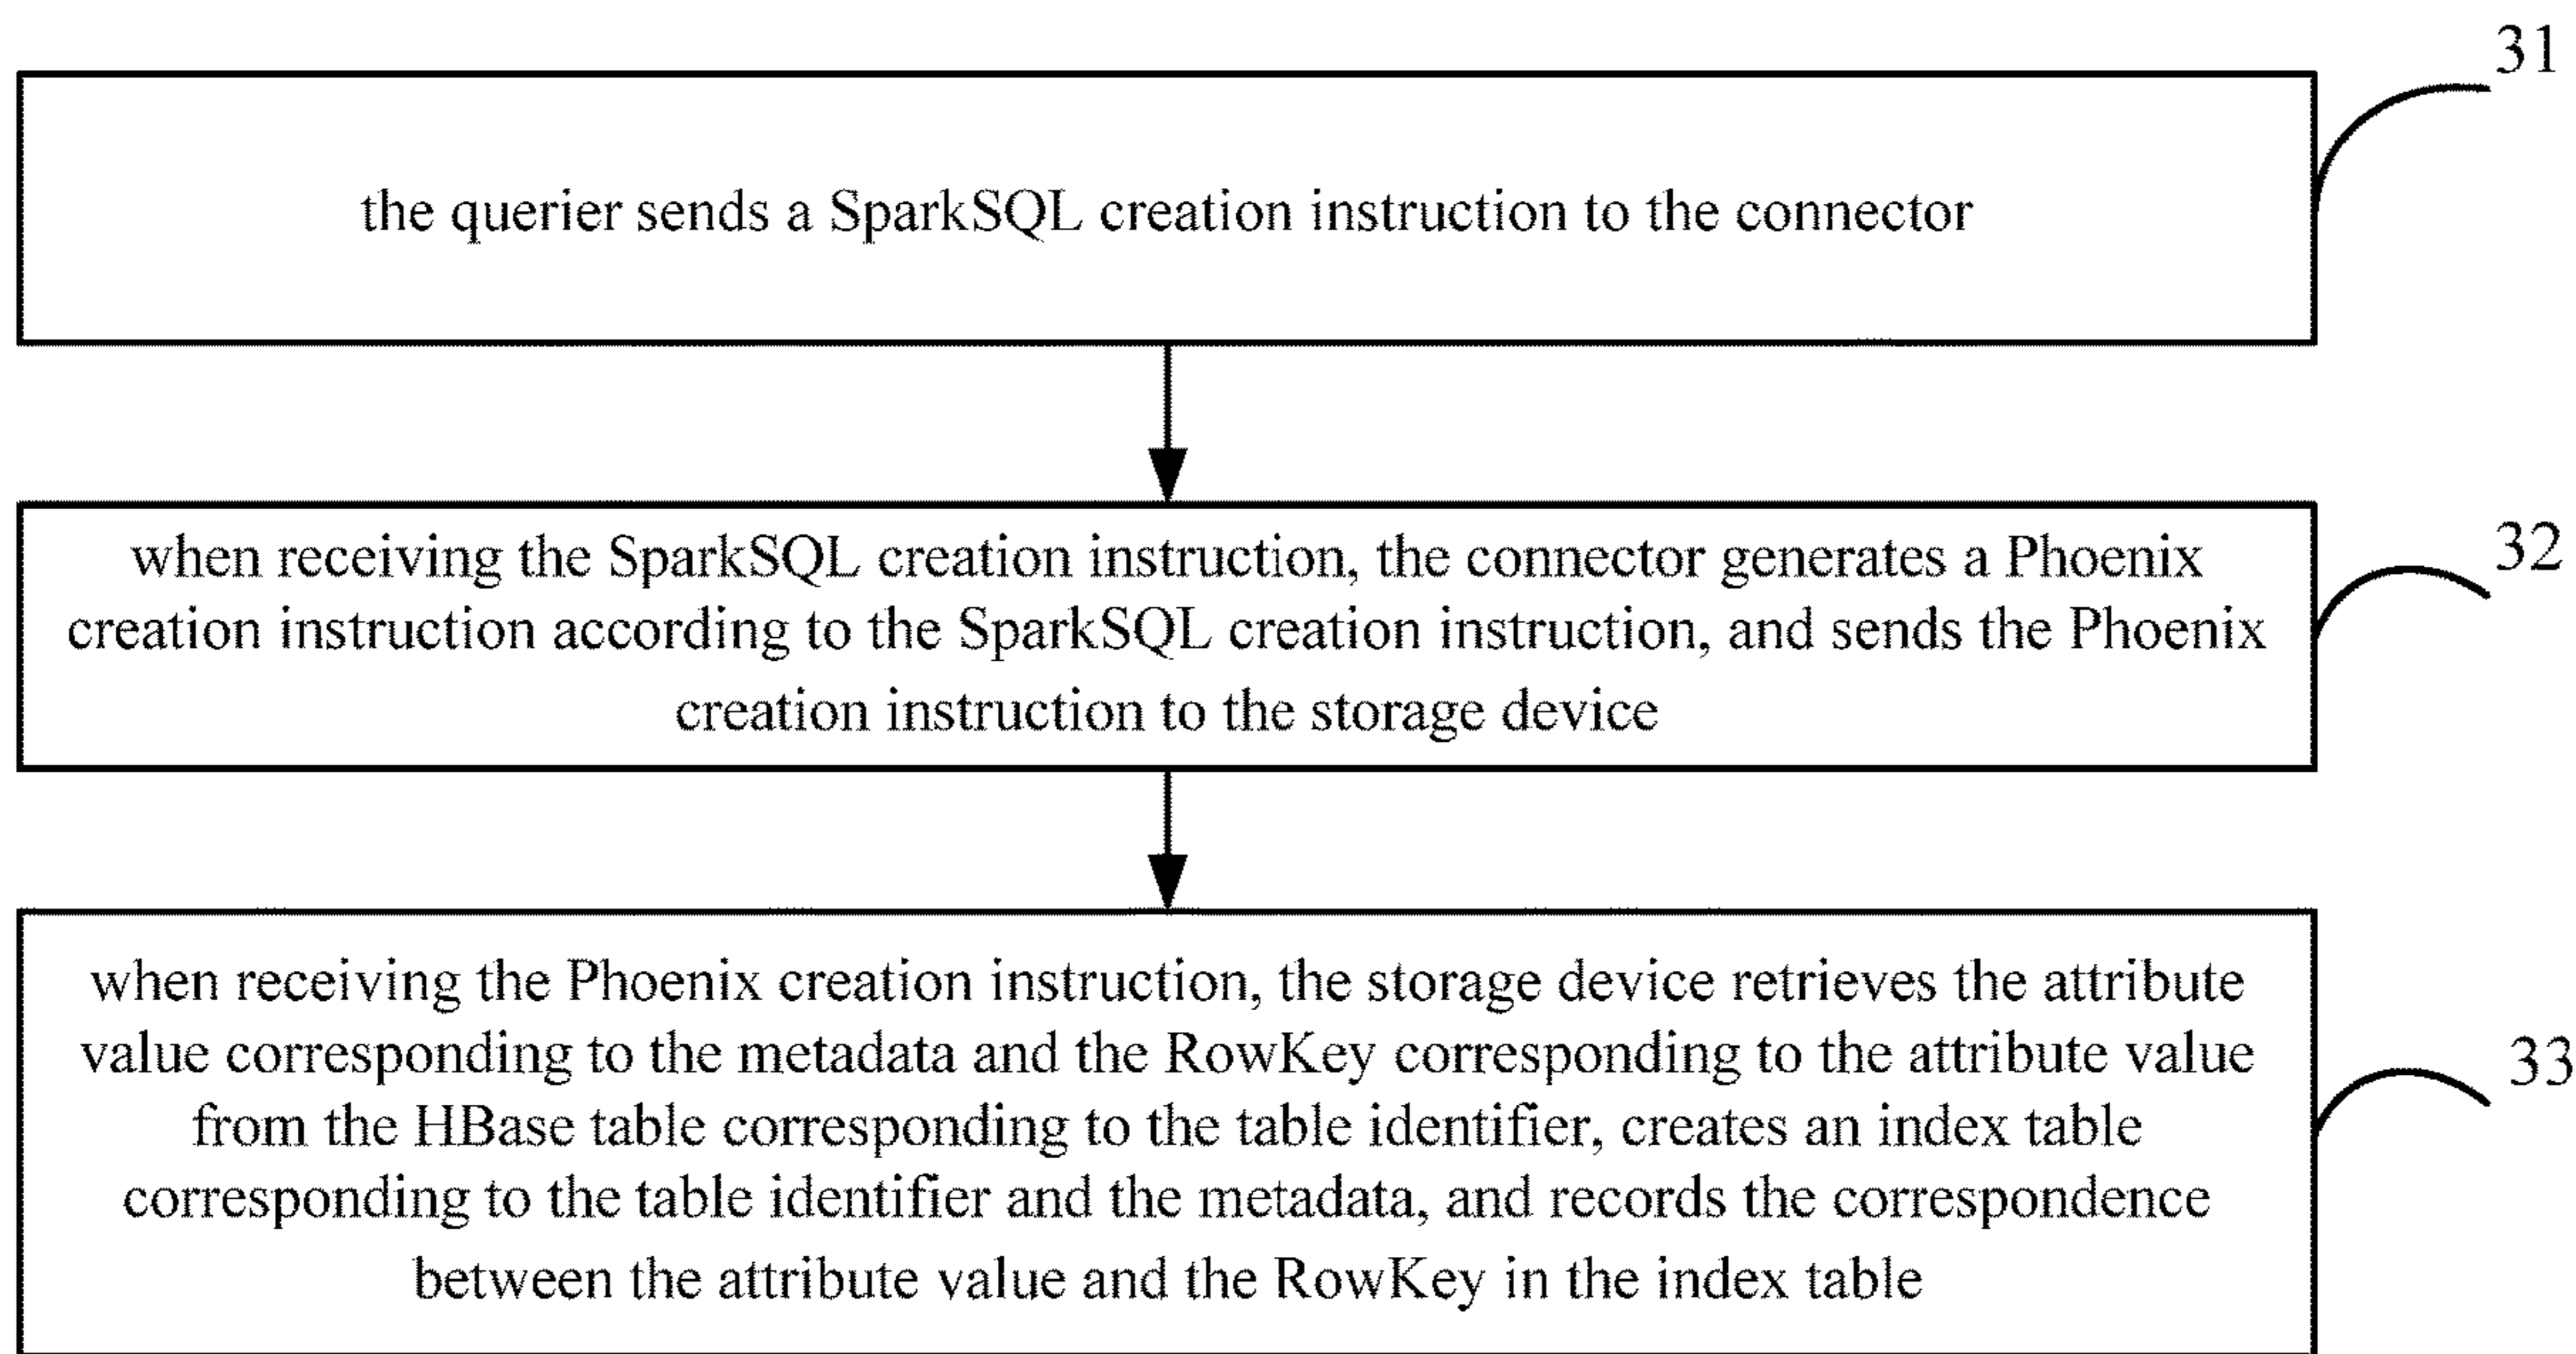 31
the querier sends a SparkSQL creation instruction to the connector
32
when receiving the SparkSQL creation instruction, the connector generates a Phoenix
creation instruction according to the SparkSQL creation instruction, and sends the Phoenix
creation instruction to the storage device
33
when receiving the Phoenix creation instruction, the storage device retrieves the attribute
value corresponding to the metadata and the RowKey corresponding to the attribute value
from the HBase table corresponding to the table identifier, creates an index table
corresponding to the table identifier and the metadata, and records the correspondence
between the attribute value and the RowKey in the index table